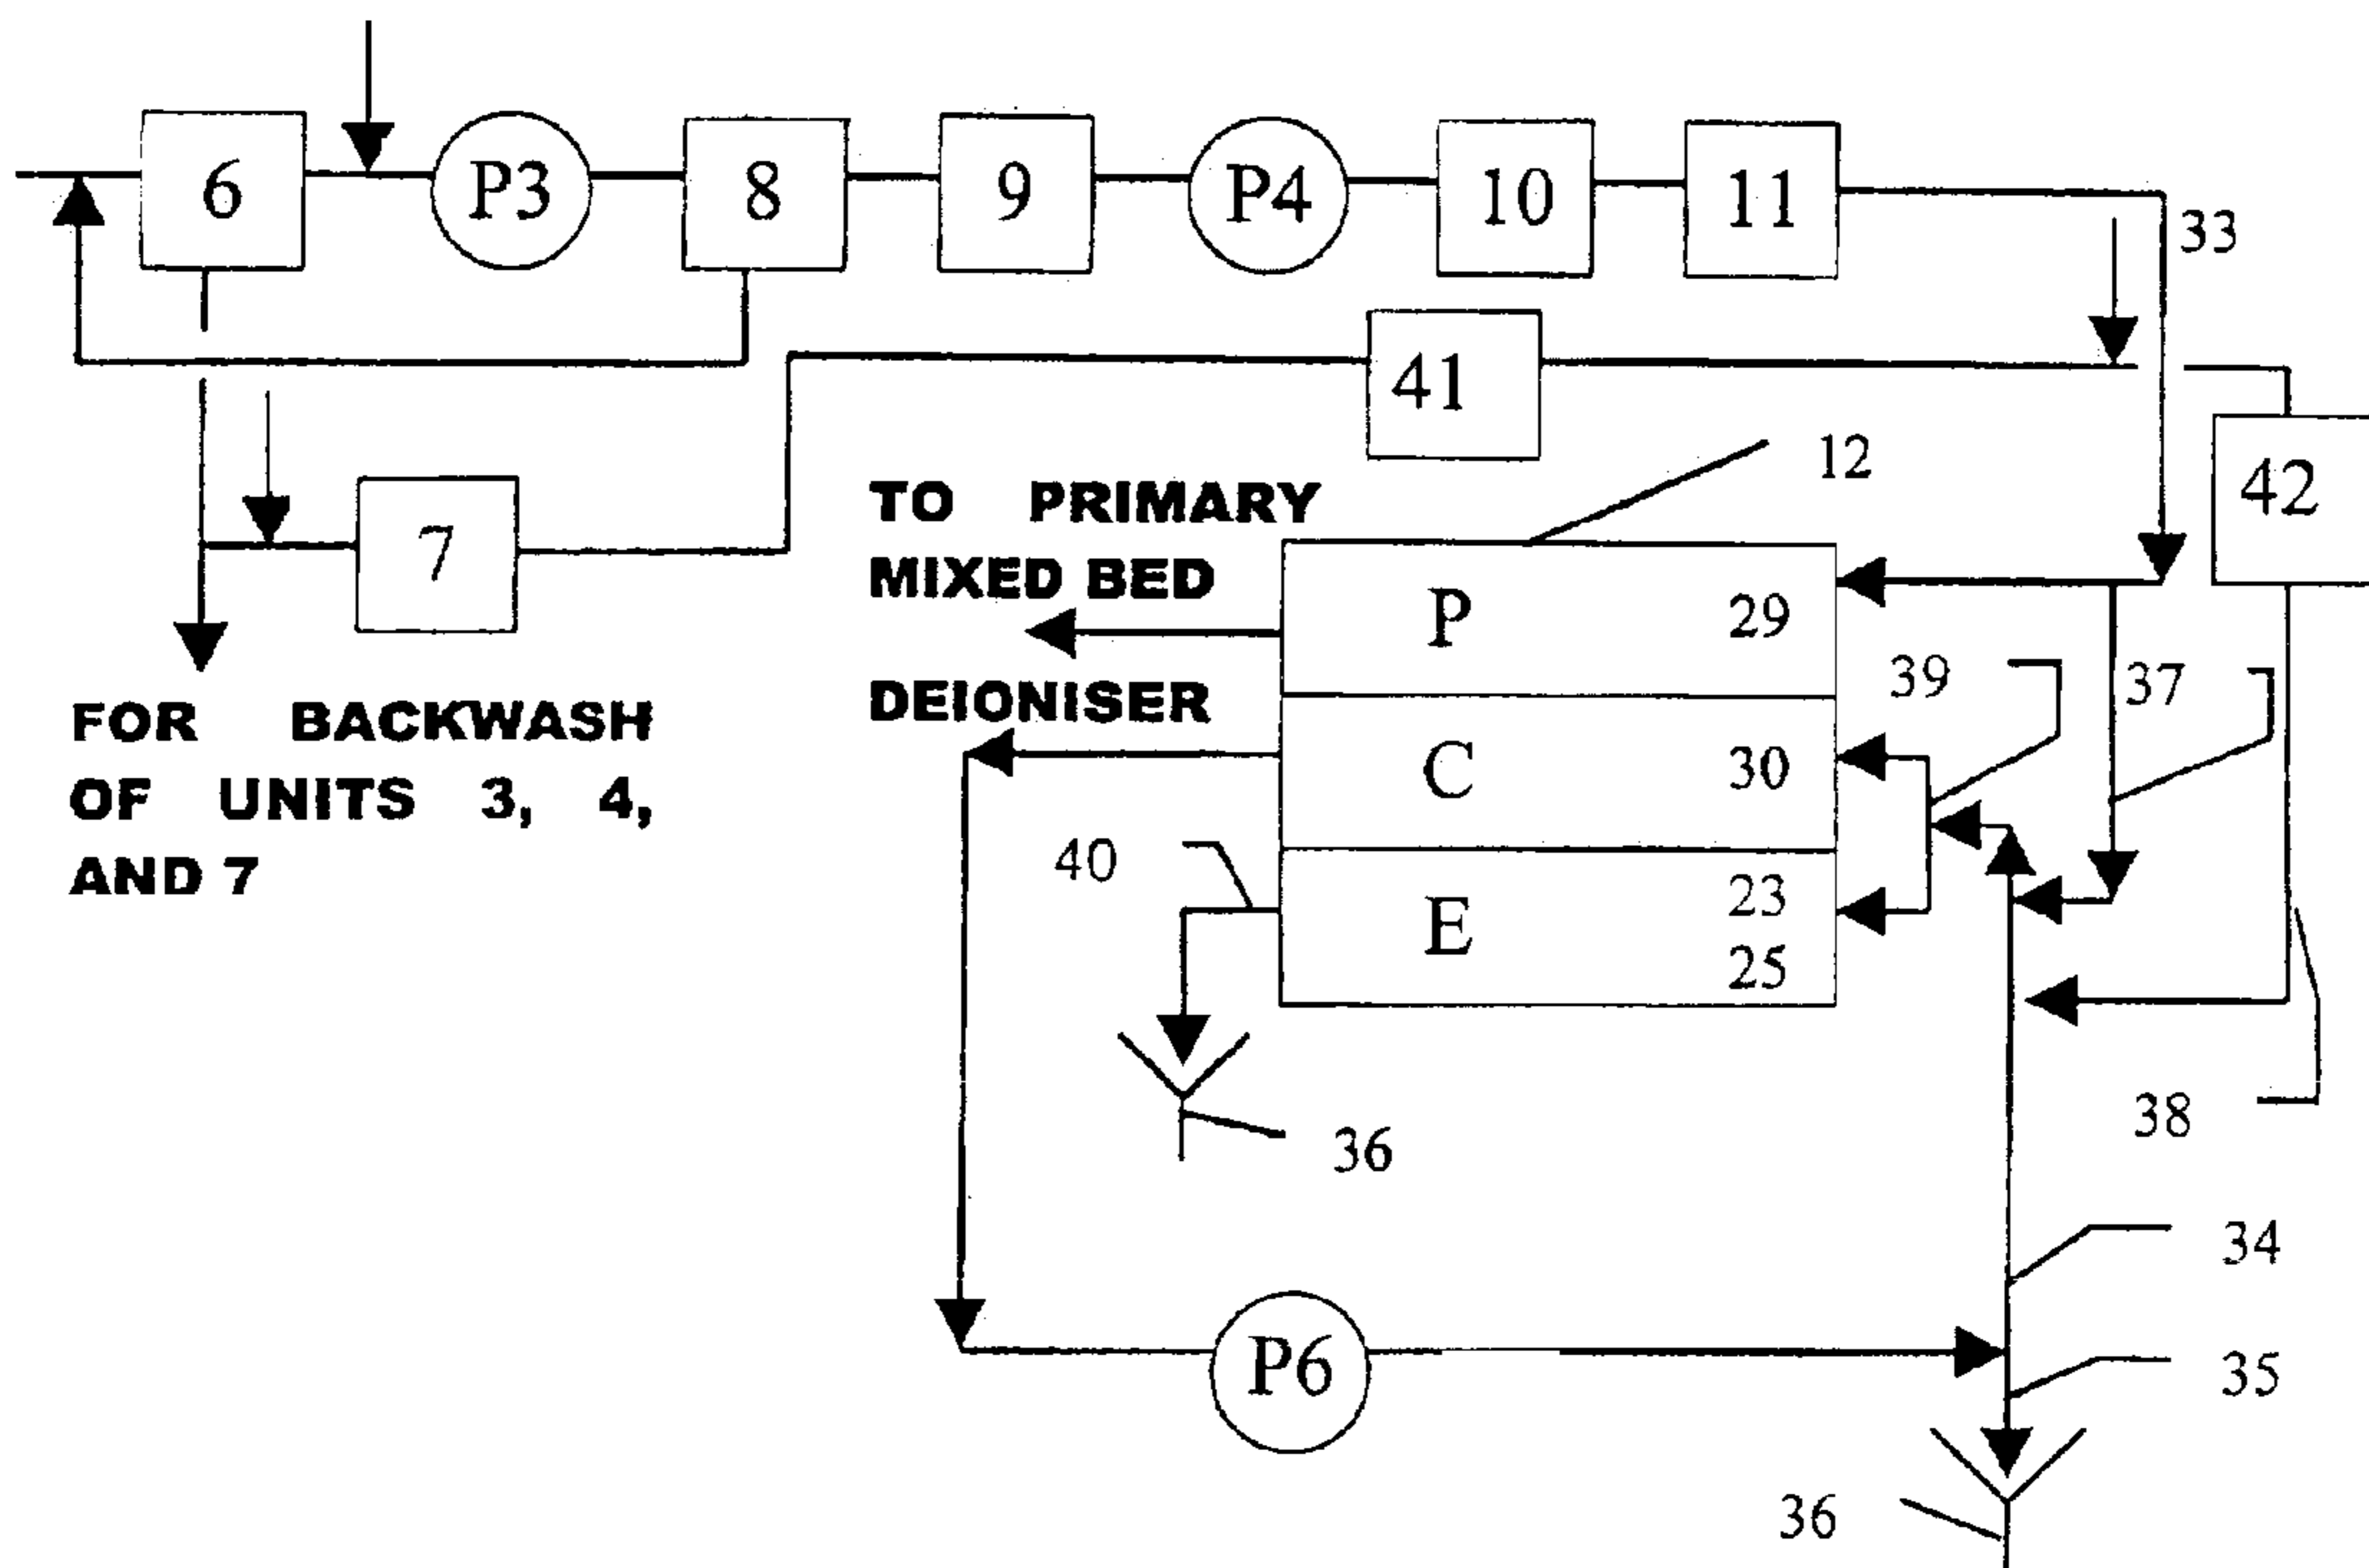 6
P3
8
9
P4
10
11
33
41
12
42
7
TO PRIMARY
MIXED BED
DEIONISER
P
29
39
37
FOR BACKWASH
OF UNITS 3, 4,
AND 7
C
30
40
E
23
25
36
38
34
P6
35
36